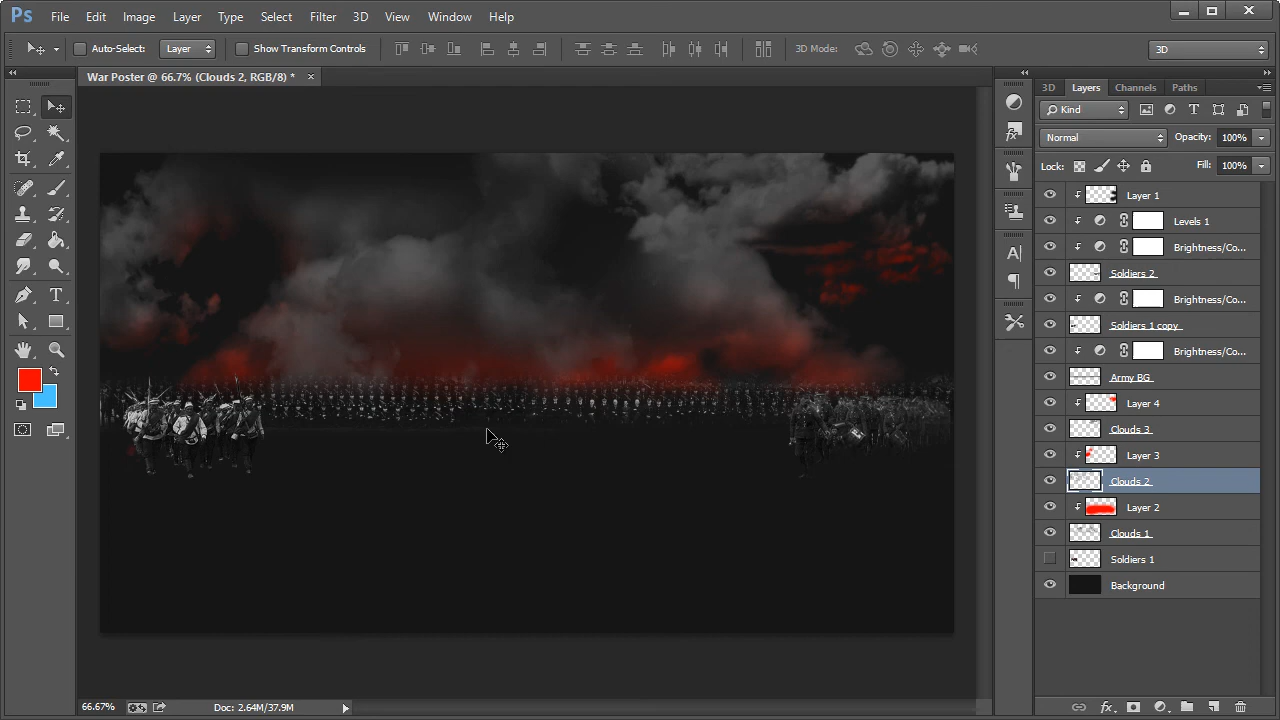 Ps File Edit Image Layer Type Select Filter 3D View Window Help
Auto-Select: Layer Show Transform Controls 3D Mode: 3D
War Poster @ 66.7% (Clouds 2, RGB/8) * ×
3D Layers Channels Paths
Kind T
Normal Opacity: 100%
Lock: Fill: 100%
Layer 1
Levels 1
Brightness/Co...
Soldiers 2
Brightness/Co...
Soldiers 1 copy
Brightness/Co...
Army BG
Layer 4
Clouds 3
Layer 3
Clouds 2
Layer 2
Clouds 1
Soldiers 1
Background
66.67% Doc: 2.64M/37.9M fx